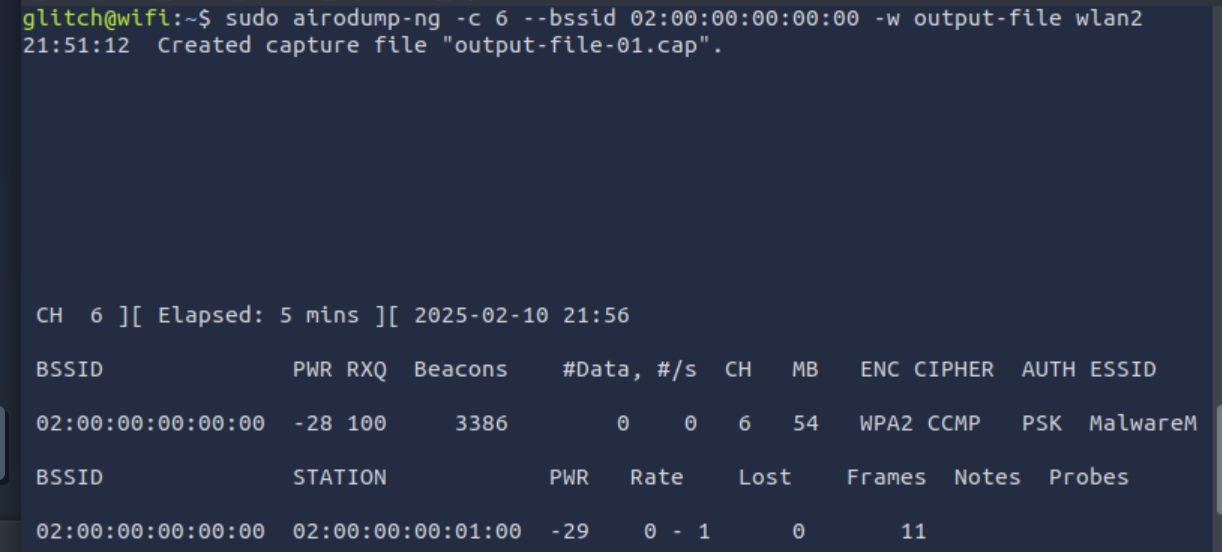 glitch@wifi:~$ sudo airodump-ng -c 6 --bssid 02:00:00:00:00:00 -w output-file wlan2
21:51:12  Created capture file "output-file-01.cap".
CH  6 ][ Elapsed: 5 mins ][ 2025-02-10 21:56
BSSID              PWR RXQ  Beacons    #Data, #/s  CH   MB   ENC CIPHER  AUTH ESSID
02:00:00:00:00:00  -28 100     3386        0    0   6   54   WPA2 CCMP   PSK  MalwareM
BSSID              STATION            PWR   Rate    Lost    Frames  Notes  Probes
02:00:00:00:00:00  02:00:00:00:01:00  -29    0 - 1      0       11